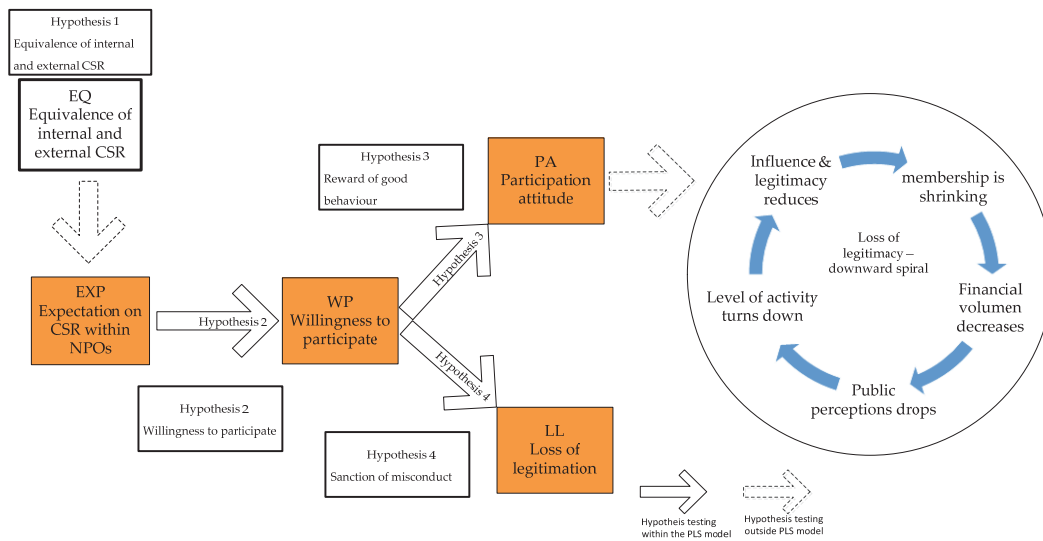 Hypothesis 1
Equivalence of internal
and external CSR
EQ
Equivalence of
internal and
external CSR
EXP
Expectation on
CSR within
NPOs
Hypothesis 2
Hypothesis 2
Willingness to participate
WP
Willingness to
participate
Hypothesis 3
Reward of good
behaviour
Hypothesis 3
Hypothesis 4
Hypothesis 4
Sanction of misconduct
PA
Participation
attitude
LL
Loss of
legitimation
Influence &
legitimacy
reduces
membership is
shrinking
Loss of
legitimacy –
downward spiral
Financial
volumen
decreases
Level of activity
turns down
Public
perceptions drops
Hypotheis testing
within the PLS model
Hypotheis testing
outside PLS model